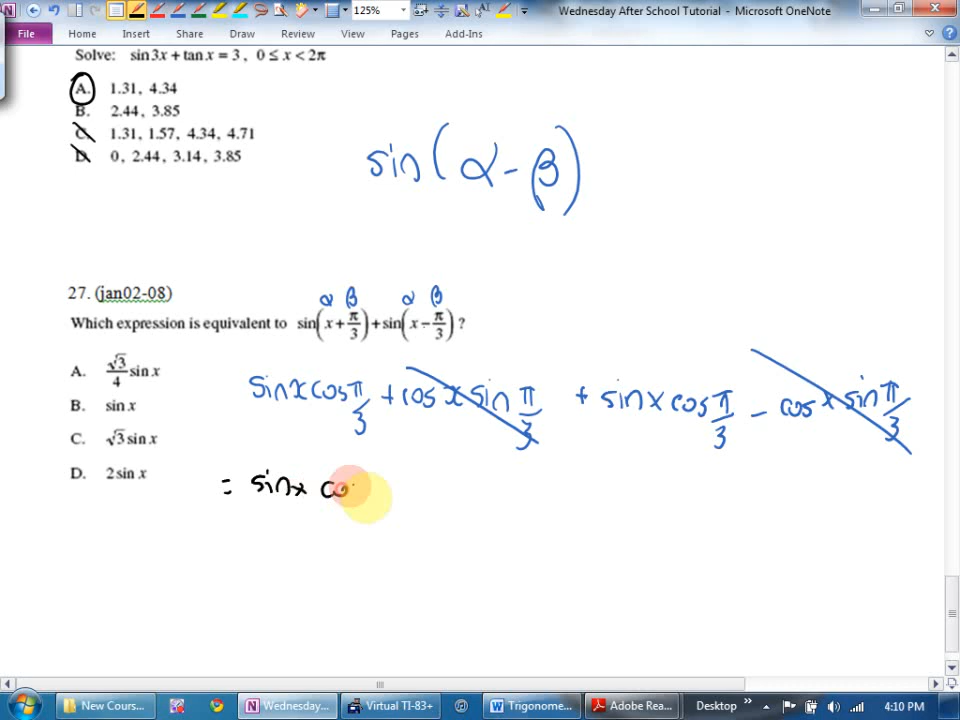 125%
Wednesday After School Tutorial - Microsoft OneNote
File Home Insert Share Draw Review View Pages Add-Ins
Solve: sin3x + tan x = 3 , 0 ≤ x < 2π
A. 1.31, 4.34
B. 2.44, 3.85
C. 1.31, 1.57, 4.34, 4.71
D. 0, 2.44, 3.14, 3.85
sin(α - β)
27. (jan02-08)
α β α β
Which expression is equivalent to sin(x + π/3) + sin(x − π/3) ?
A. √3/4 sin x
B. sin x
C. √3 sin x
D. 2 sin x
sinx cos π/3 + cos x sin π/3 + sinx cos π/3 - cos x sin π/3
= sinx co
New Cours... Wednesday... Virtual TI-83+ Trigonome... Adobe Rea... Desktop » 4:10 PM